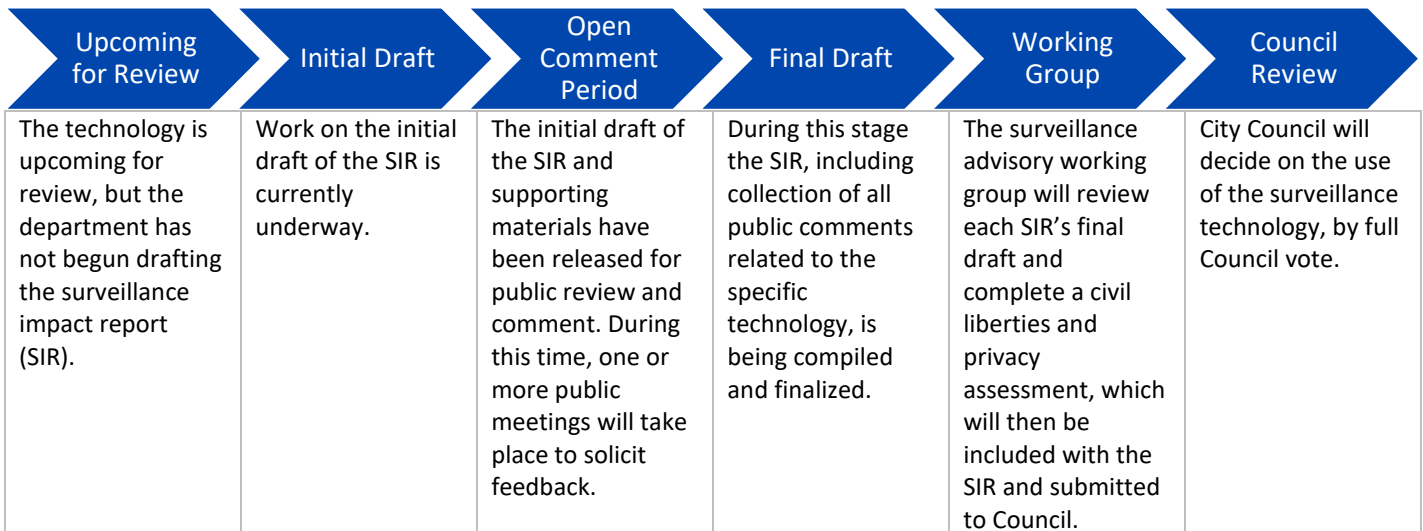 Upcoming
for Review
Initial Draft
Open
Comment
Period
Final Draft
Working
Group
Council
Review
The technology is
upcoming for
review, but the
department has
not begun drafting
the surveillance
impact report
(SIR).
Work on the initial
draft of the SIR is
currently
underway.
The initial draft of
the SIR and
supporting
materials have
been released for
public review and
comment. During
this time, one or
more public
meetings will take
place to solicit
feedback.
During this stage
the SIR, including
collection of all
public comments
related to the
specific
technology, is
being compiled
and finalized.
The surveillance
advisory working
group will review
each SIR’s final
draft and
complete a civil
liberties and
privacy
assessment, which
will then be
included with the
SIR and submitted
to Council.
City Council will
decide on the use
of the surveillance
technology, by full
Council vote.